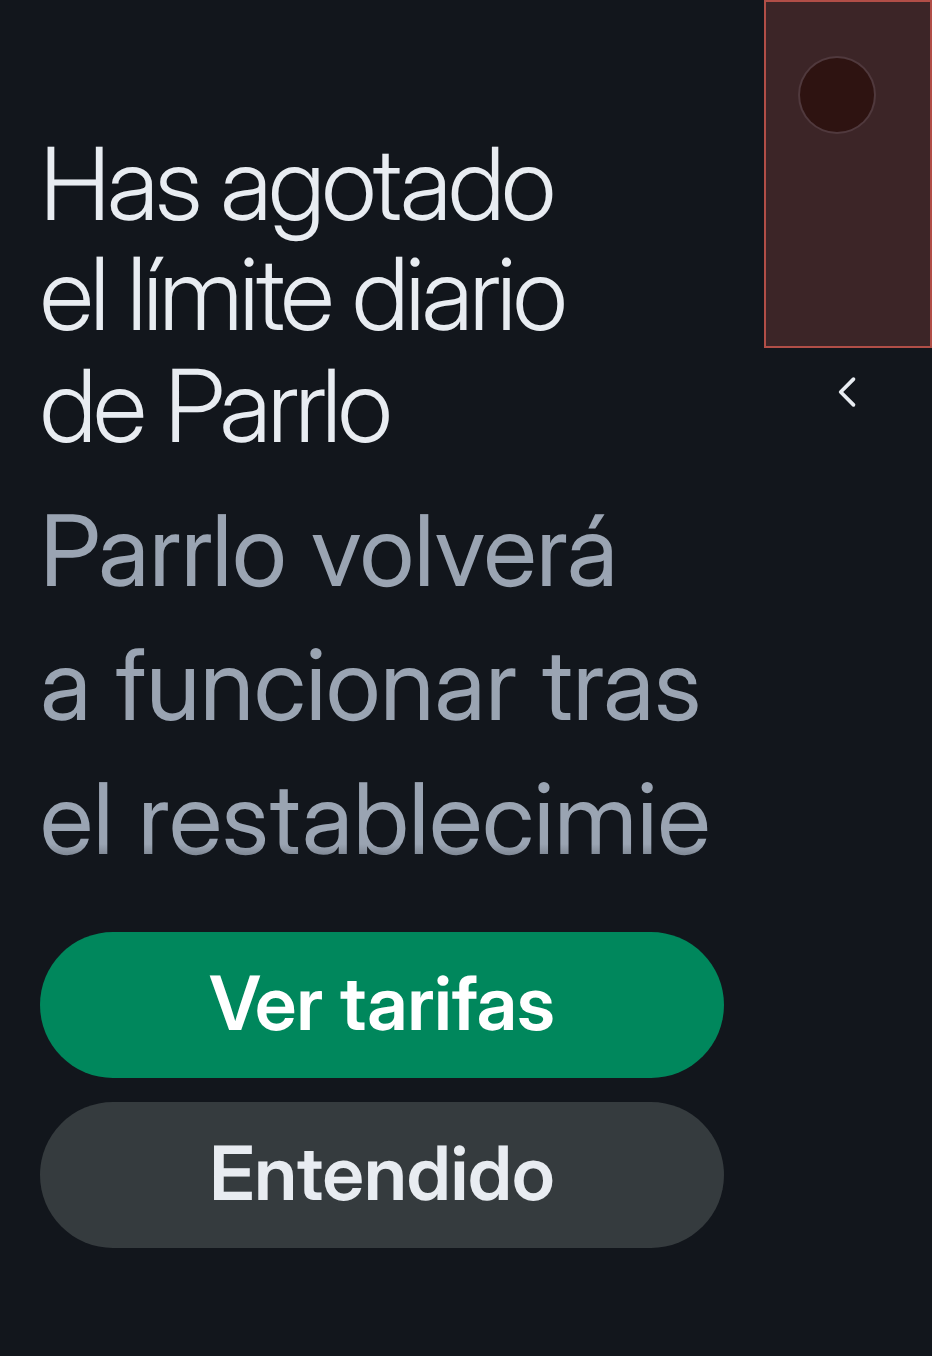 Has agotado
el límite diario
de Parrlo
Parrlo volverá
a funcionar tras
el restablecimie
Ver tarifas
Entendido